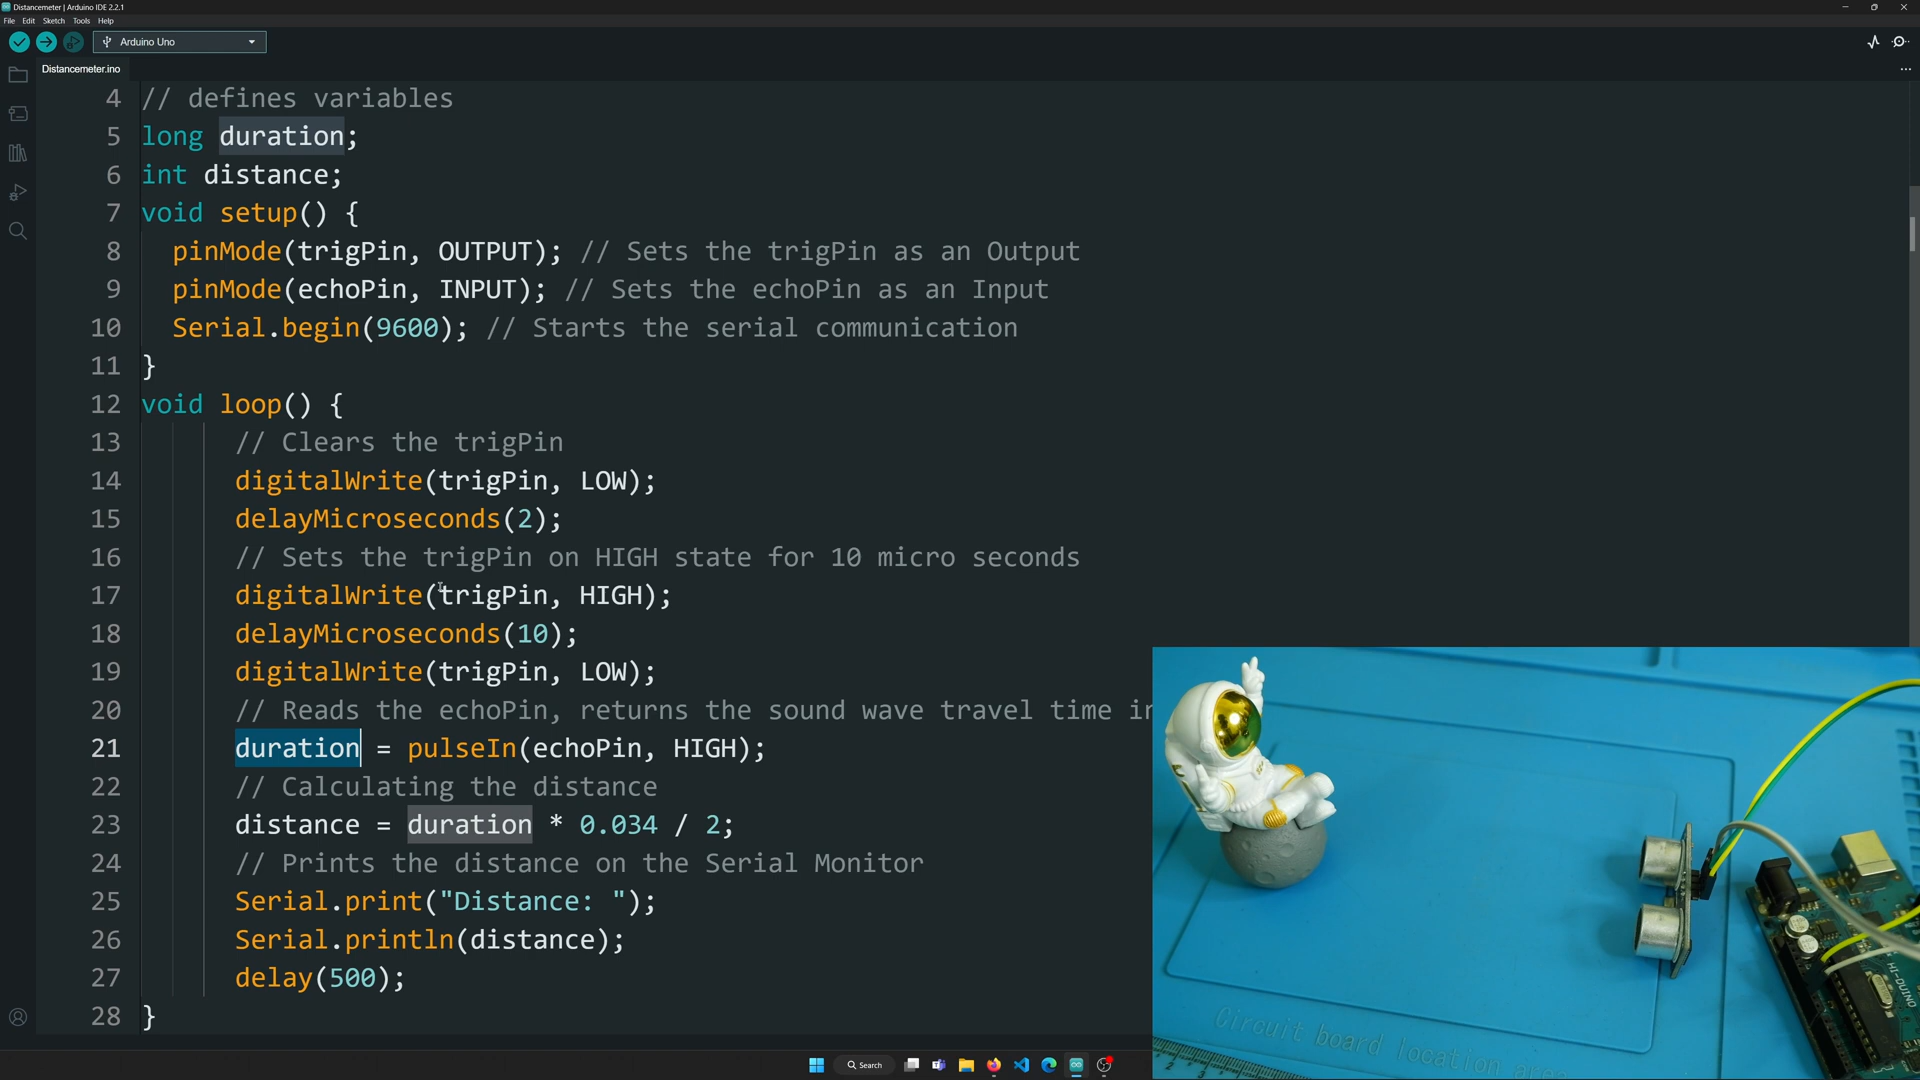 Distancemeter | Arduino IDE 2.2.1
File Edit Sketch Tools Help
Arduino Uno
Distancemeter.ino
4 // defines variables
5 long duration;
6 int distance;
7 void setup() {
8 pinMode(trigPin, OUTPUT); // Sets the trigPin as an Output
9 pinMode(echoPin, INPUT); // Sets the echoPin as an Input
10 Serial.begin(9600); // Starts the serial communication
11 }
12 void loop() {
13 // Clears the trigPin
14 digitalWrite(trigPin, LOW);
15 delayMicroseconds(2);
16 // Sets the trigPin on HIGH state for 10 micro seconds
17 digitalWrite(trigPin, HIGH);
18 delayMicroseconds(10);
19 digitalWrite(trigPin, LOW);
20 // Reads the echoPin, returns the sound wave travel time in
21 duration = pulseIn(echoPin, HIGH);
22 // Calculating the distance
23 distance = duration * 0.034 / 2;
24 // Prints the distance on the Serial Monitor
25 Serial.print("Distance: ");
26 Serial.println(distance);
27 delay(500);
28 }
HI-DUINO
Circuit board location area
Search